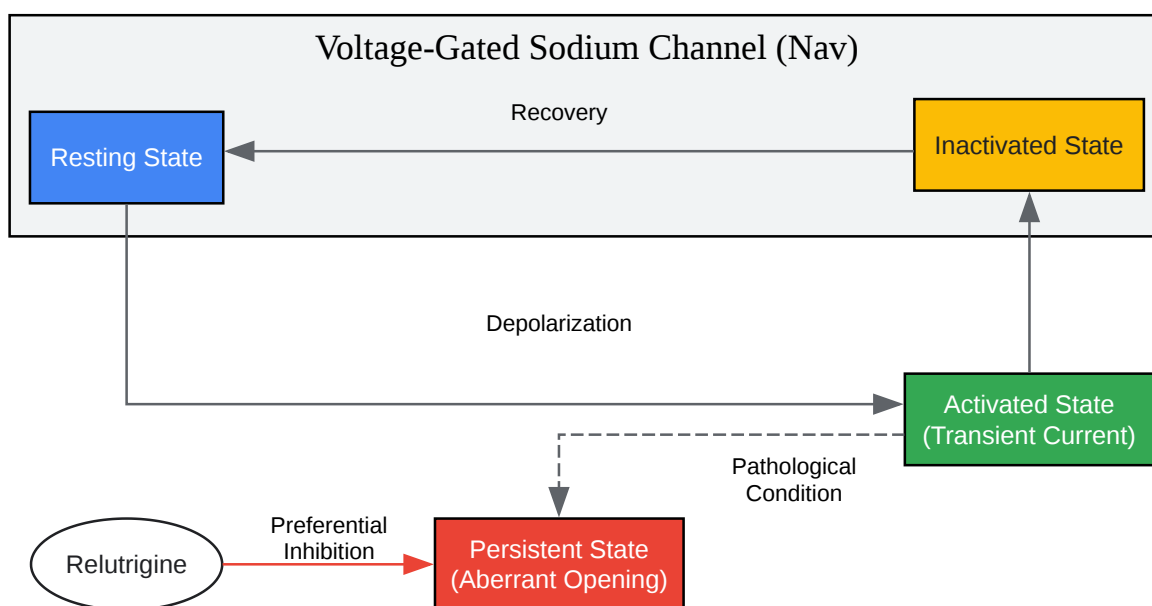 Voltage-Gated Sodium Channel (Nav)
Recovery
Resting State
Inactivated State
Depolarization
Activated State
(Transient Current)
Pathological
Condition
Preferential
Inhibition
Relutrigine
Persistent State
(Aberrant Opening)